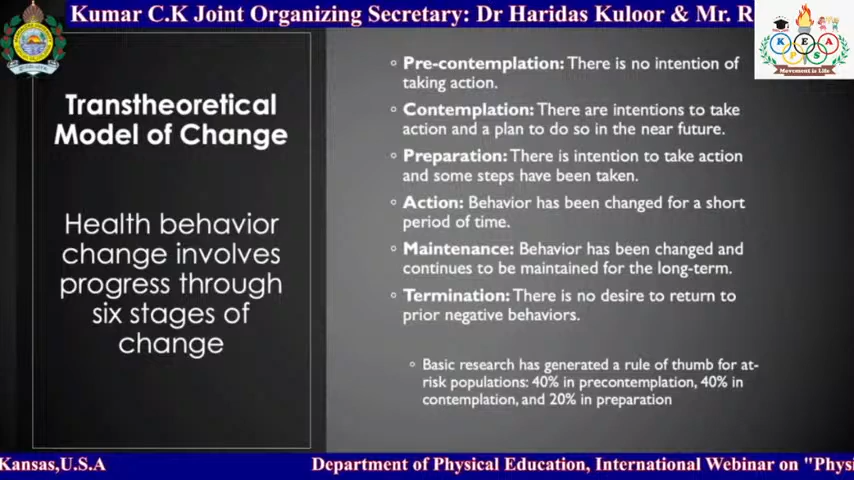 Kumar C.K Joint Organizing Secretary: Dr Haridas Kuloor & Mr. R
K E A
P S
Movement is Life
Transtheoretical
Model of Change
Health behavior
change involves
progress through
six stages of
change
◦ Pre-contemplation: There is no intention of
taking action.
◦ Contemplation: There are intentions to take
action and a plan to do so in the near future.
◦ Preparation: There is intention to take action
and some steps have been taken.
◦ Action: Behavior has been changed for a short
period of time.
◦ Maintenance: Behavior has been changed and
continues to be maintained for the long-term.
◦ Termination: There is no desire to return to
prior negative behaviors.
◦ Basic research has generated a rule of thumb for at-
risk populations: 40% in precontemplation, 40% in
contemplation, and 20% in preparation
Kansas,U.S.A
Department of Physical Education, International Webinar on "Physi